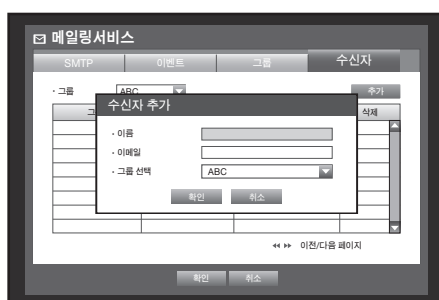 메일링서비스
SMTP 이벤트 그룹 수신자
· 그룹 ABC 추가
그 삭제
수신자 추가
· 이름
· 이메일
· 그룹 선택 ABC
확인 취소
이전/다음 페이지
확인 취소